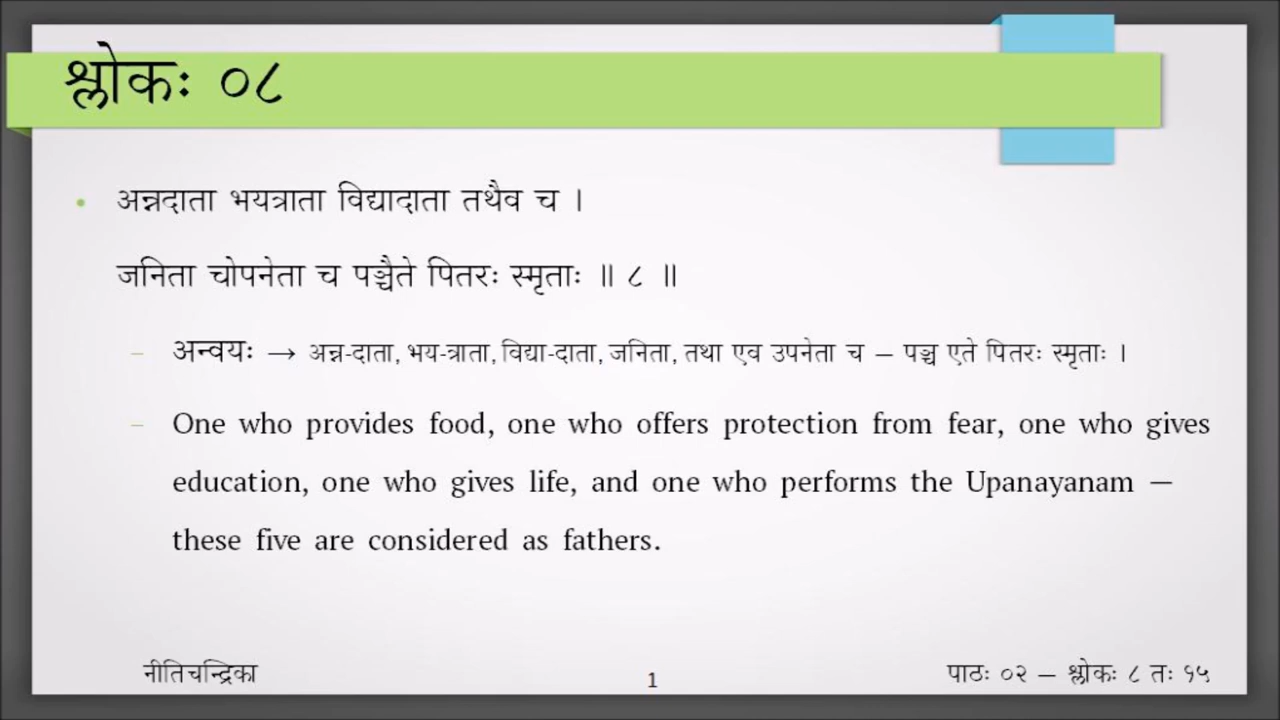 श्लोकः ०८
• अन्नदाता भयत्राता विद्यादाता तथैव च ।
जनिता चोपनेता च पञ्चैते पितरः स्मृताः ॥ ८ ॥
– अन्वयः → अन्न-दाता, भय-त्राता, विद्या-दाता, जनिता, तथा एव उपनेता च – पञ्च एते पितरः स्मृताः ।
– One who provides food, one who offers protection from fear, one who gives
education, one who gives life, and one who performs the Upanayanam –
these five are considered as fathers.
नीतिचन्द्रिका
1
पाठः ०२ – श्लोकः ८ तः १५